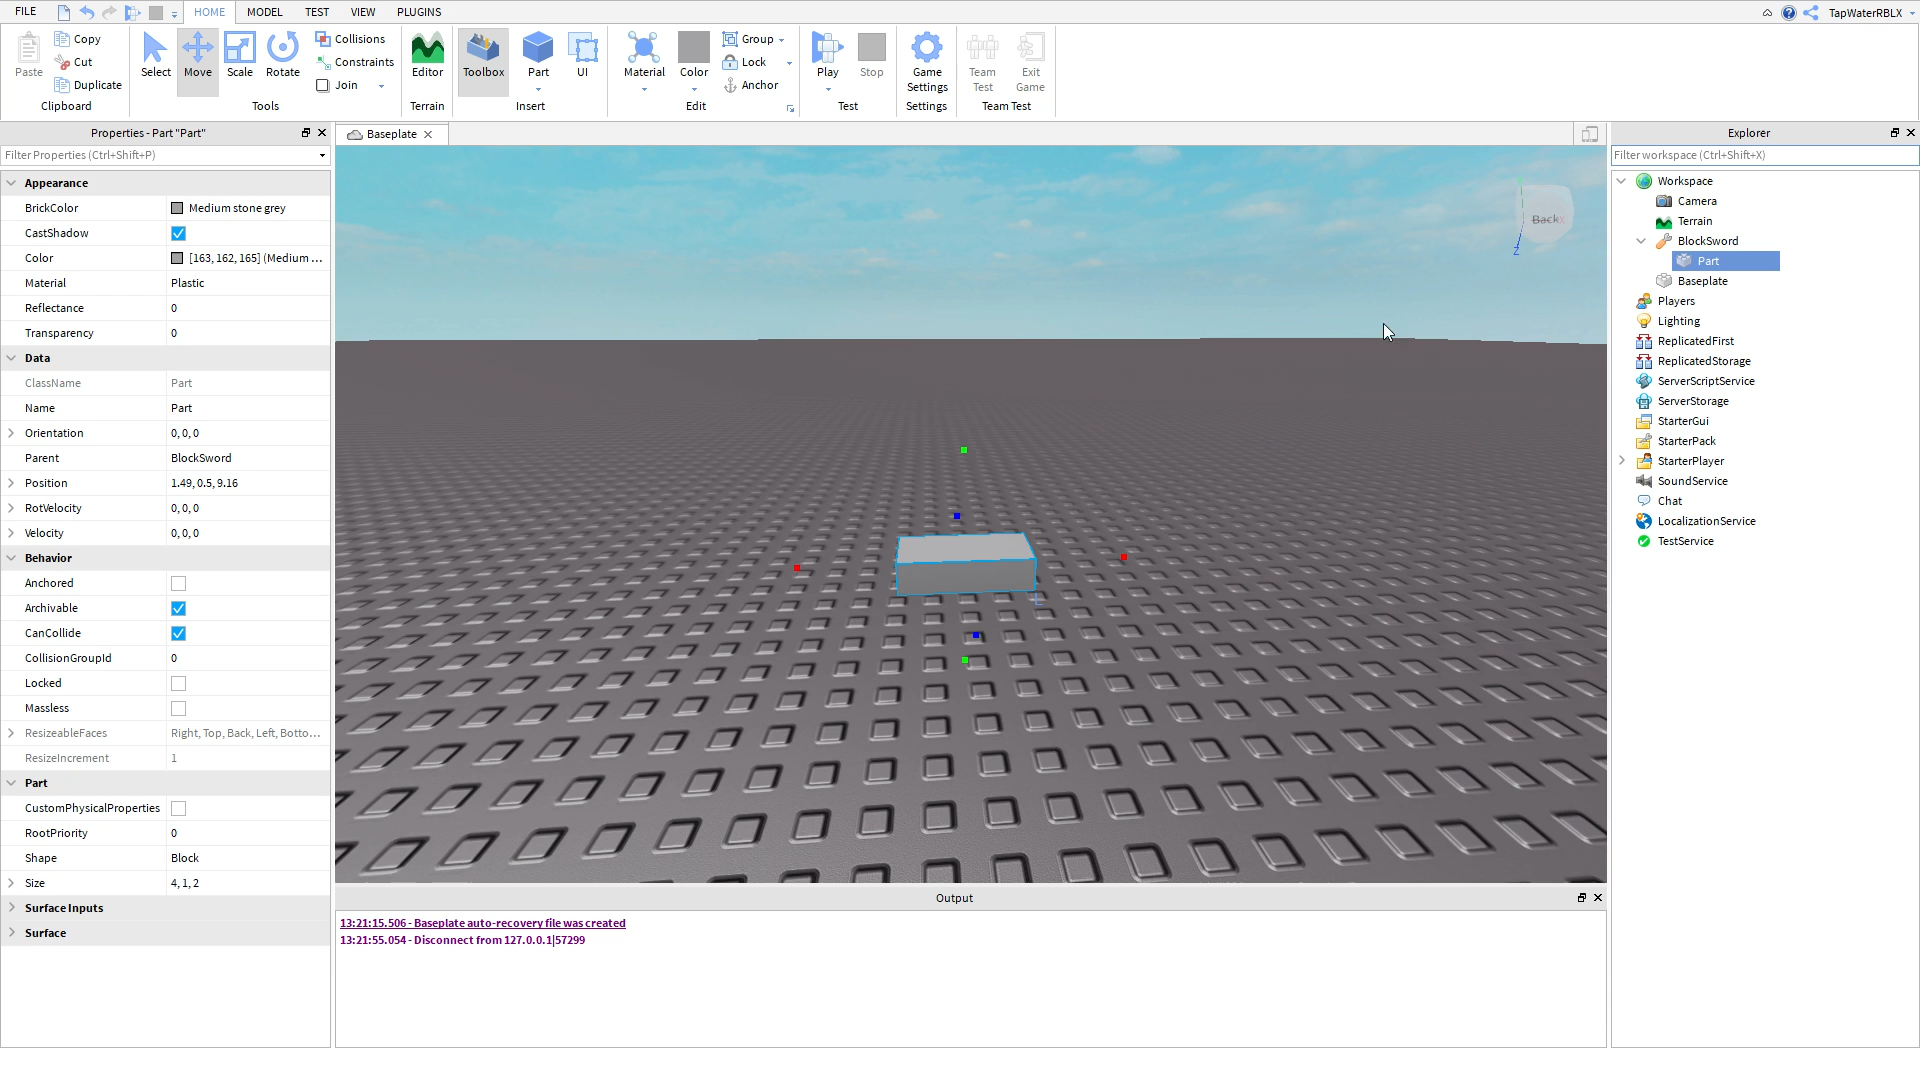 FILE HOME MODEL TEST VIEW PLUGINS TapWaterRBLX
Paste Copy Cut Duplicate
Clipboard
Select Move Scale Rotate Collisions Constraints Join
Tools
Editor
Terrain
Toolbox Part UI
Insert
Material Color Group Lock Anchor
Edit
Play Stop
Test
Game Settings
Settings
Team Test Exit Game
Team Test
Properties - Part "Part"
Filter Properties (Ctrl+Shift+P)
Appearance
BrickColor Medium stone grey
CastShadow
Color [163, 162, 165] (Medium ...
Material Plastic
Reflectance 0
Transparency 0
Data
ClassName Part
Name Part
Orientation 0, 0, 0
Parent BlockSword
Position 1.49, 0.5, 9.16
RotVelocity 0, 0, 0
Velocity 0, 0, 0
Behavior
Anchored
Archivable
CanCollide
CollisionGroupId 0
Locked
Massless
ResizeableFaces Right, Top, Back, Left, Botto...
ResizeIncrement 1
Part
CustomPhysicalProperties
RootPriority 0
Shape Block
Size 4, 1, 2
Surface Inputs
Surface
Baseplate
Back
Z
Output
13:21:15.506 - Baseplate auto-recovery file was created
13:21:55.054 - Disconnect from 127.0.0.1|57299
Explorer
Filter workspace (Ctrl+Shift+X)
Workspace
Camera
Terrain
BlockSword
Part
Baseplate
Players
Lighting
ReplicatedFirst
ReplicatedStorage
ServerScriptService
ServerStorage
StarterGui
StarterPack
StarterPlayer
SoundService
Chat
LocalizationService
TestService